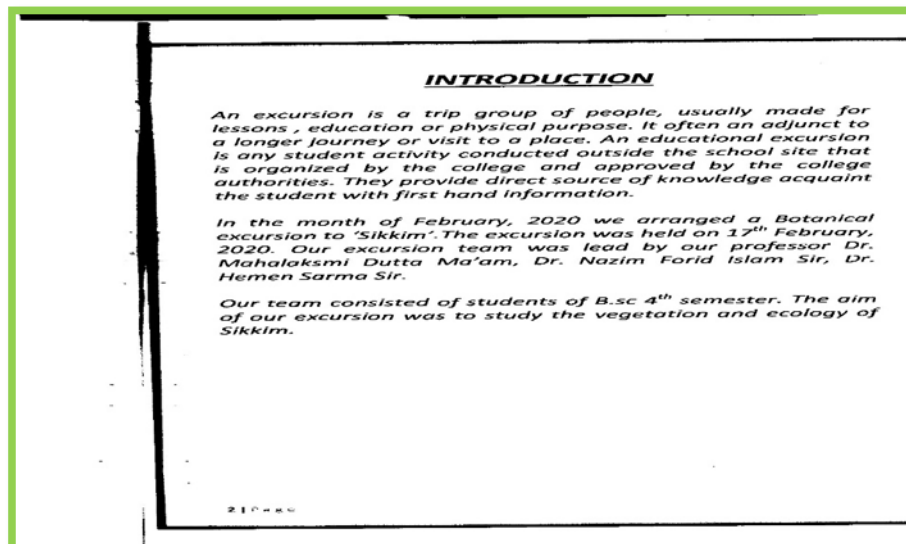 INTRODUCTION
An excursion is a trip group of people, usually made for
lessons , education or physical purpose. It often an adjunct to
a longer journey or visit to a place. An educational excursion
is any student activity conducted outside the school site that
is organized by the college and approved by the college
authorities. They provide direct source of knowledge acquaint
the student with first hand information.
In the month of February, 2020 we arranged a Botanical
excursion to ‘Sikkim’. The excursion was held on 17th February,
2020. Our excursion team was lead by our professor Dr.
Mahalaksmi Dutta Ma’am, Dr. Nazim Forid Islam Sir, Dr.
Hemen Sarma Sir.
Our team consisted of students of B.sc 4th semester. The aim
of our excursion was to study the vegetation and ecology of
Sikkim.
2 | Page